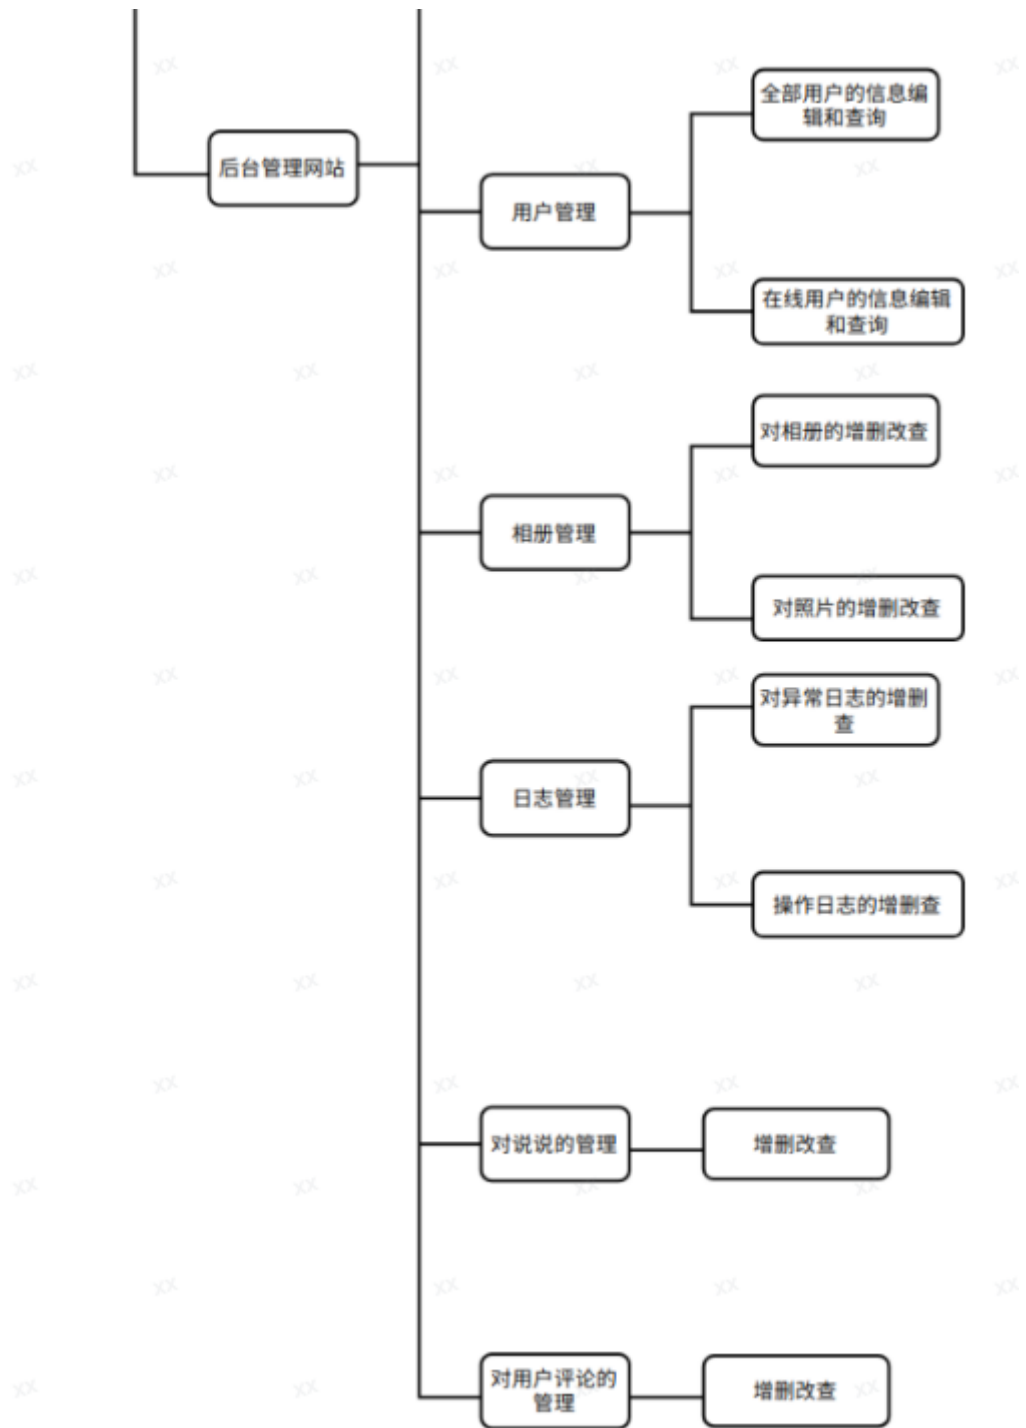 全部用户的信息编
辑和查询
后台管理网站
用户管理
在线用户的信息编辑
和查询
对相册的增删改查
相册管理
对照片的增删改查
对异常日志的增删
查
日志管理
操作日志的增删查
对说说的管理
增删改查
对用户评论的
管理
增删改查